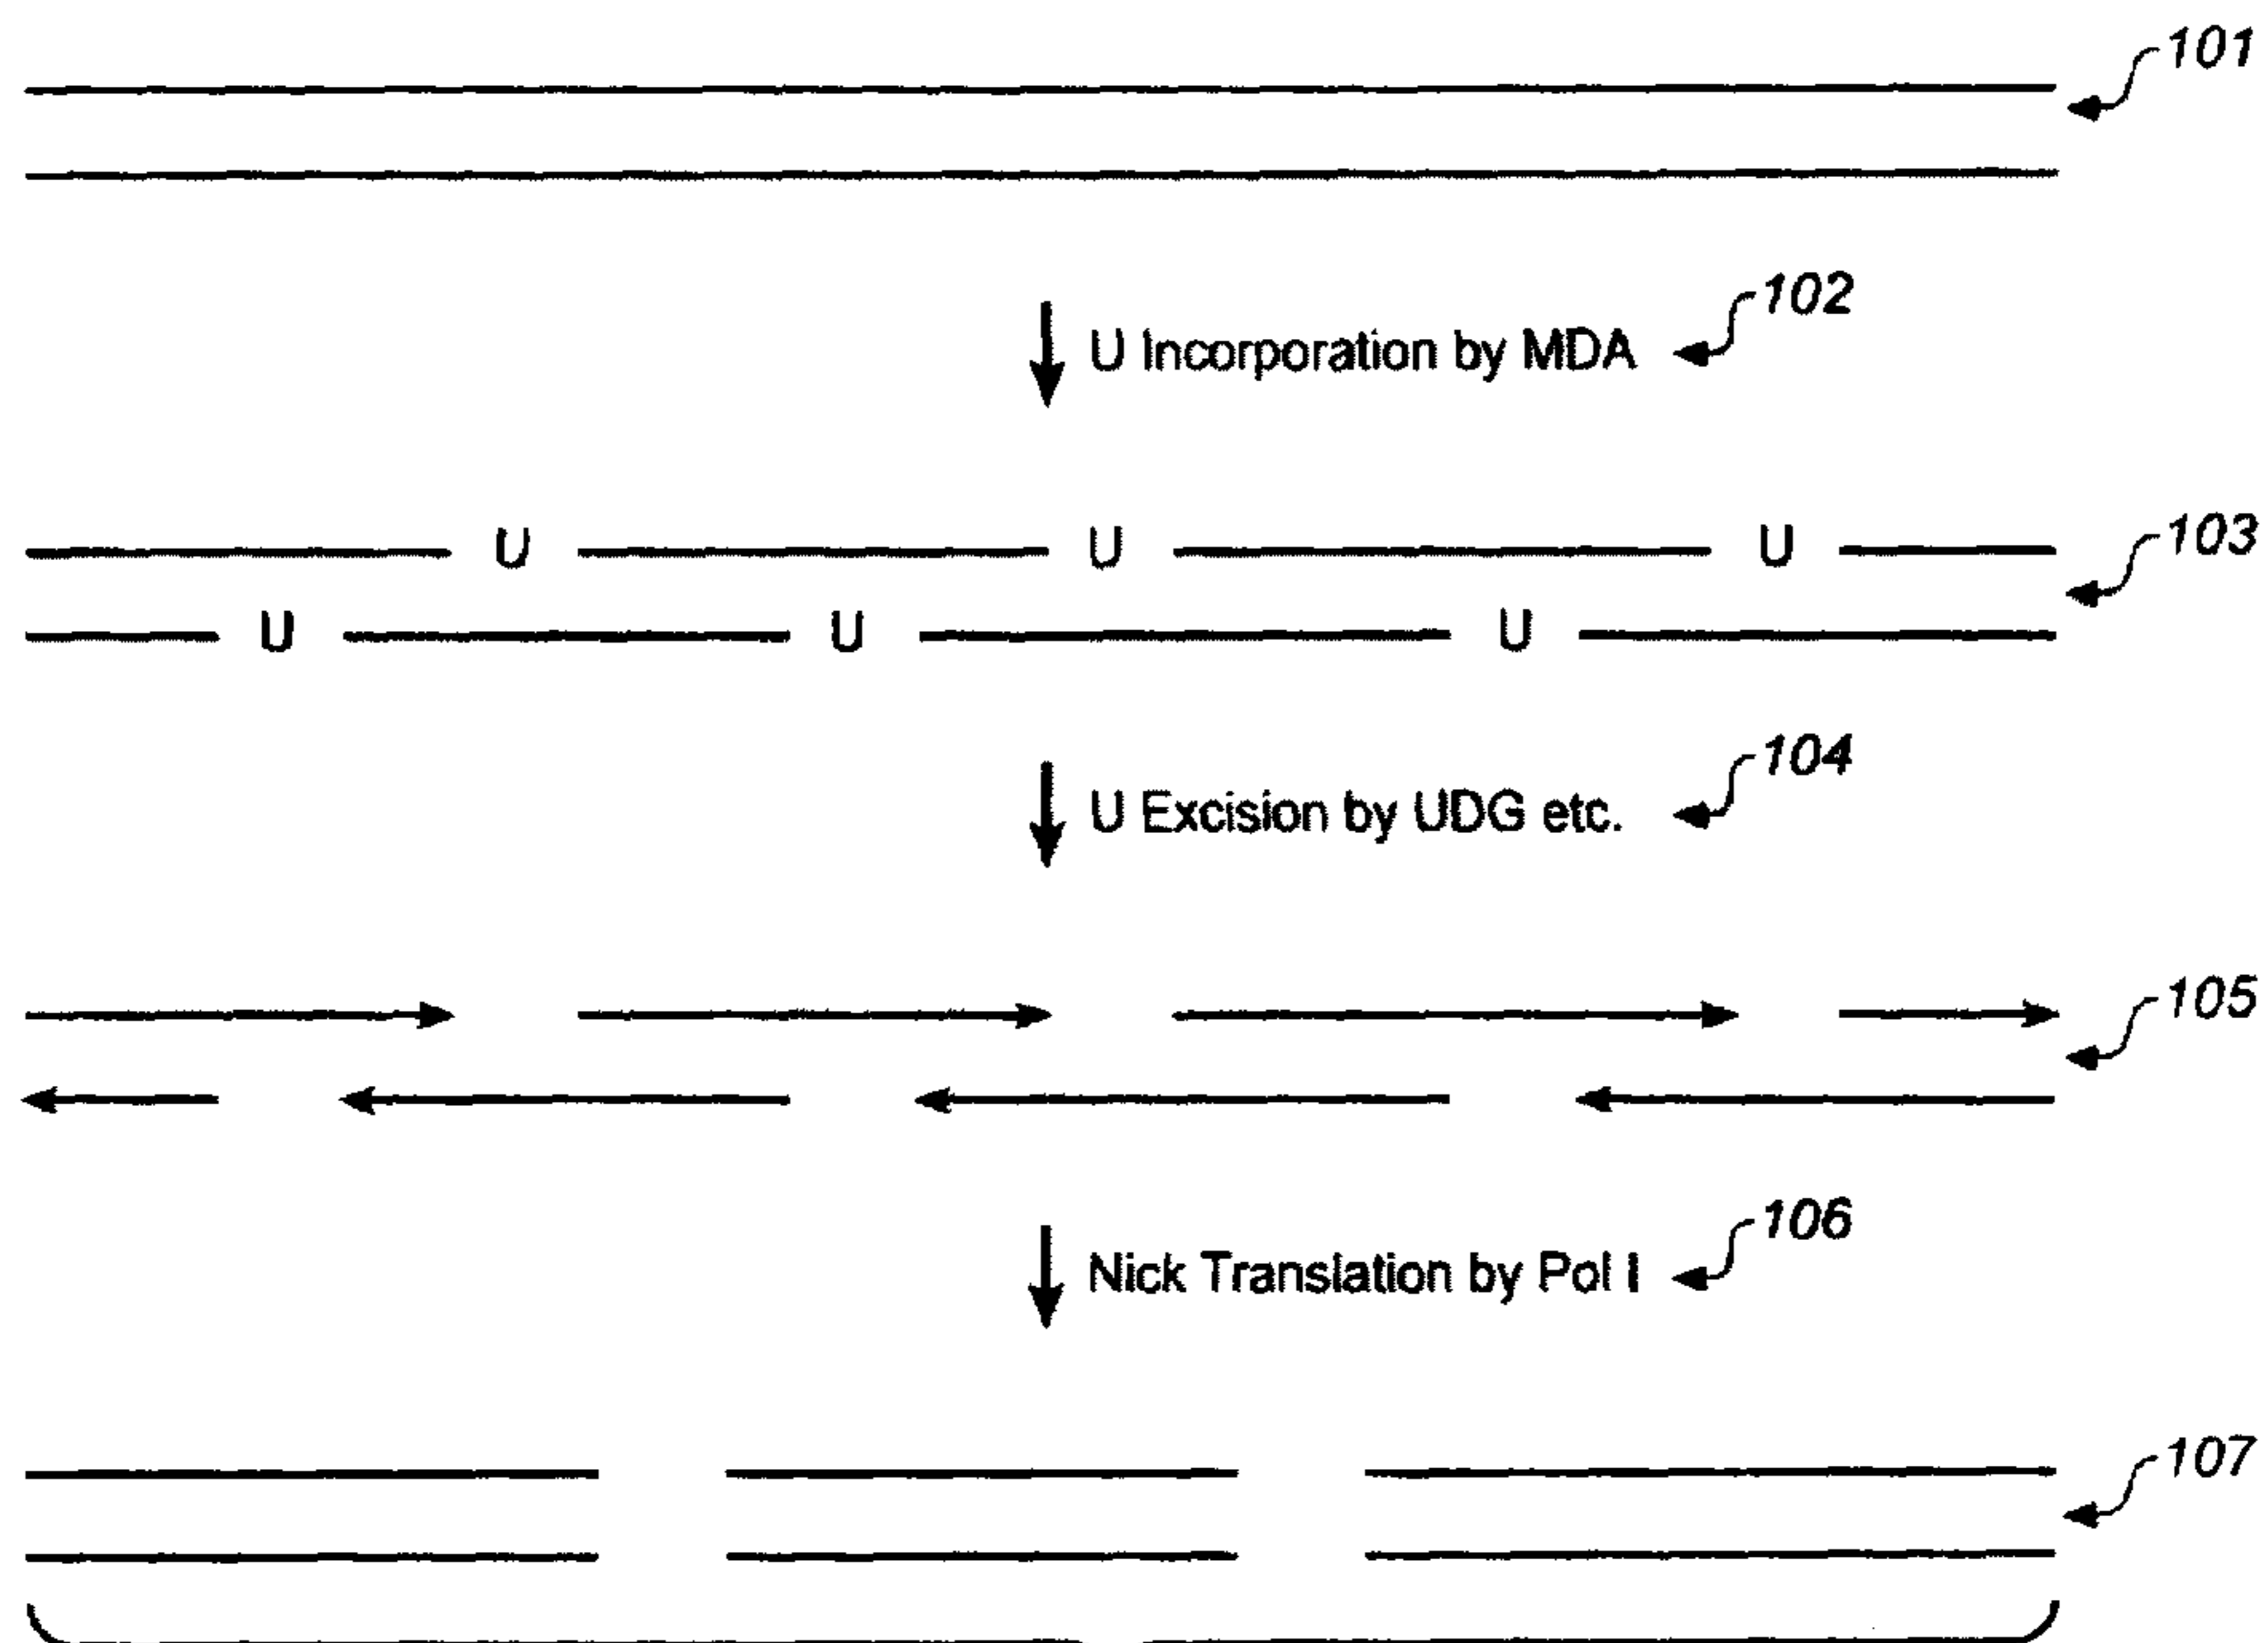 101
102
U Incorporation by MDA
103
U U U
U U U
104
U Excision by UDG etc.
105
106
Nick Translation by Pol I
107